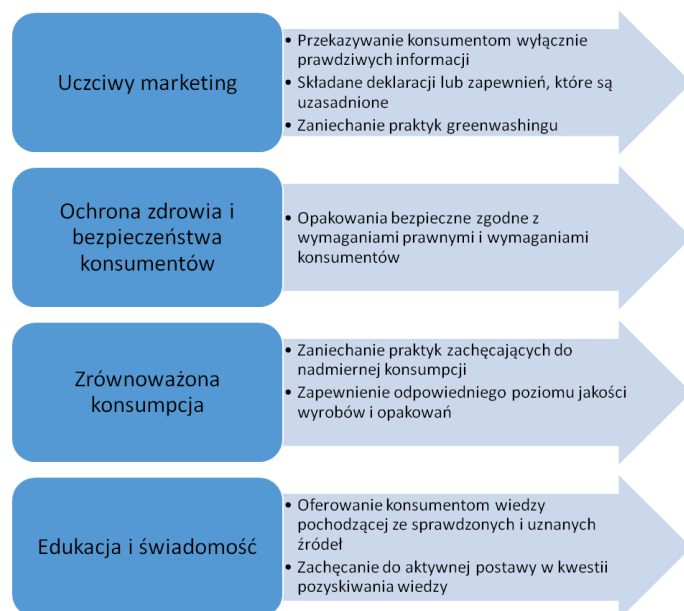 Uczciwy marketing
• Przekazywanie konsumentom wyłącznie
prawdziwych informacji
• Składane deklaracji lub zapewnień, które są
uzasadnione
• Zaniechanie praktyk greenwashingu
Ochrona zdrowia i
bezpieczeństwa
konsumentów
• Opakowania bezpieczne zgodne z
wymaganiami prawnymi i wymaganiami
konsumentów
Zrównoważona
konsumpcja
• Zaniechanie praktyk zachęcających do
nadmiernej konsumpcji
• Zapewnienie odpowiedniego poziomu jakości
wyrobów i opakowań
Edukacja i świadomość
• Oferowanie konsumentom wiedzy
pochodzącej ze sprawdzonych i uznanych
źródeł
• Zachęcanie do aktywnej postawy w kwestii
pozyskiwania wiedzy